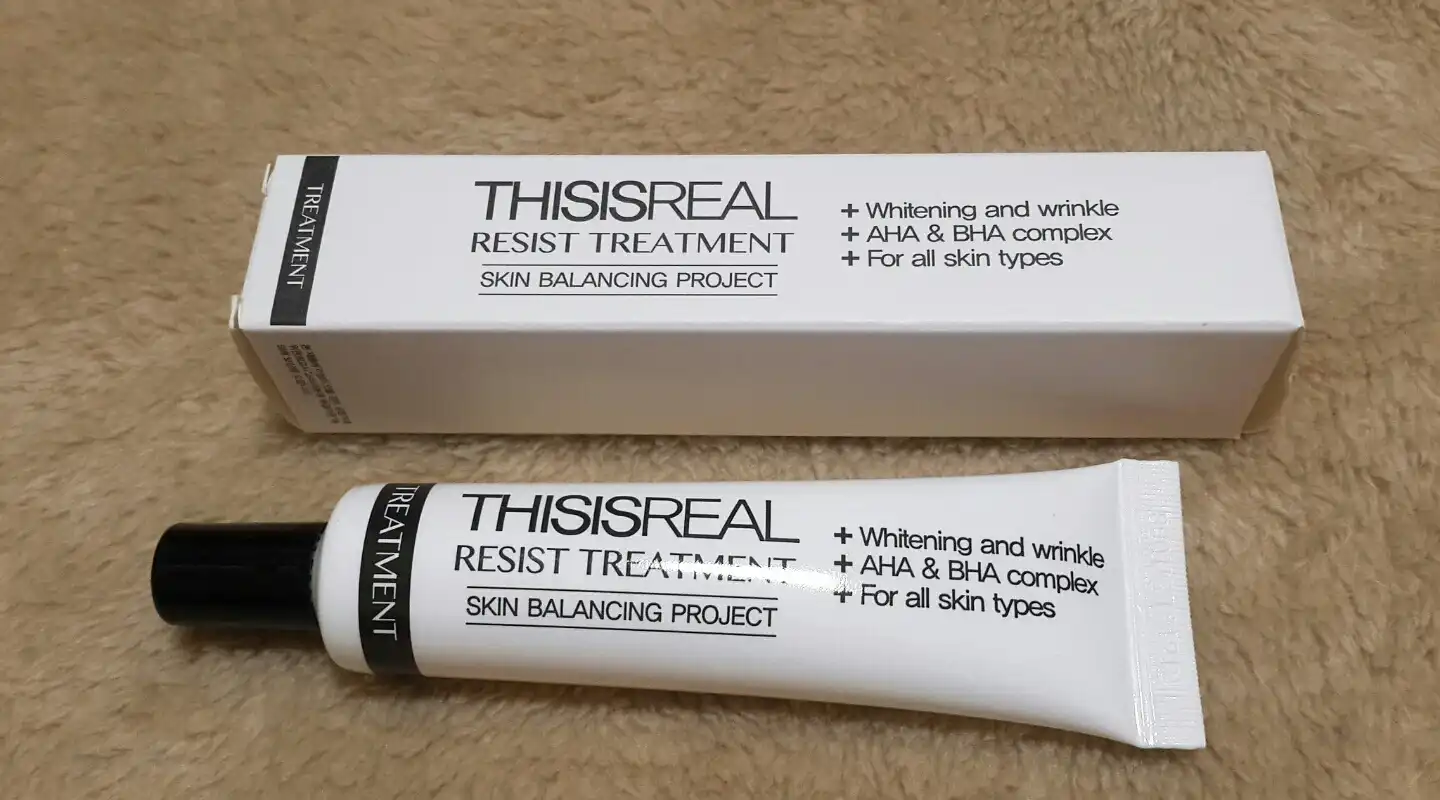 TREATMENT
THISISREAL
RESIST TREATMENT
SKIN BALANCING PROJECT
+ Whitening and wrinkle
+ AHA & BHA complex
+ For all skin types
TREATMENT
THISISREAL
RESIST TREATMENT
SKIN BALANCING PROJECT
+ Whitening and wrinkle
+ AHA & BHA complex
+ For all skin types